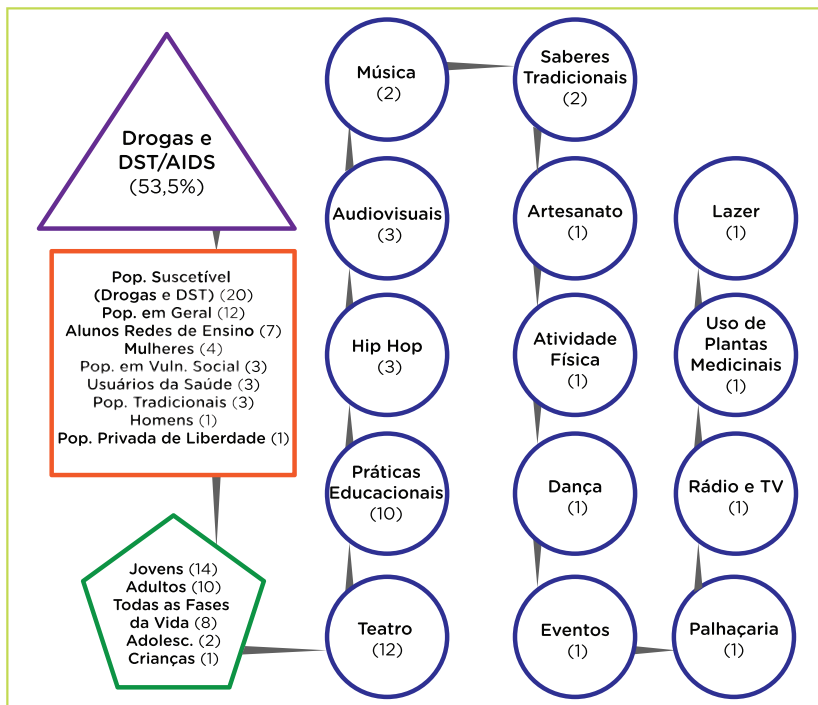 Drogas e
DST/AIDS
(53,5%)
Pop. Suscetível
(Drogas e DST) (20)
Pop. em Geral (12)
Alunos Redes de Ensino (7)
Mulheres (4)
Pop. em Vuln. Social (3)
Usuários da Saúde (3)
Pop. Tradicionais (3)
Homens (1)
Pop. Privada de Liberdade (1)
Jovens (14)
Adultos (10)
Todas as Fases
da Vida (8)
Adolesc. (2)
Crianças (1)
Teatro
(12)
Práticas
Educacionais
(10)
Hip Hop
(3)
Audiovisuais
(3)
Música
(2)
Saberes
Tradicionais
(2)
Artesanato
(1)
Atividade
Física
(1)
Dança
(1)
Eventos
(1)
Palhaçaria
(1)
Rádio e TV
(1)
Uso de
Plantas
Medicinais
(1)
Lazer
(1)